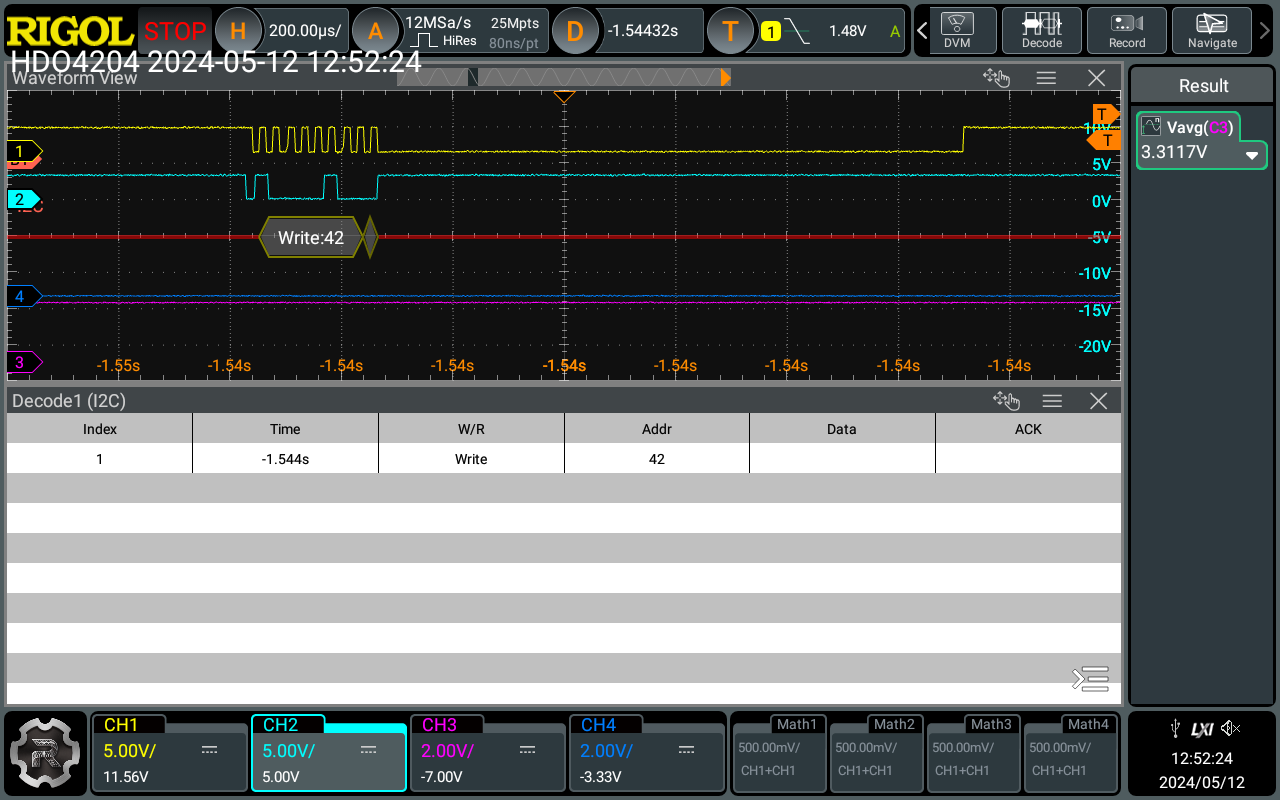 RIGOL STOP H 200.00µs/ A 12MSa/s 25Mpts HiRes 80ns/pt D -1.54432s T 1 1.48V A DVM Decode Record Navigate
HDO4204 2024-05-12 12:52:24
Waveform View
Result
T
10V
T
Vavg(C3)
1
3.3117V
5V
2
0V
Write:42
-5V
-10V
4
-15V
-20V
3
-1.55s -1.54s -1.54s -1.54s -1.54s -1.54s -1.54s -1.54s -1.54s
Decode1 (I2C)
Index Time W/R Addr Data ACK
1 -1.544s Write 42
CH1 CH2 CH3 CH4 Math1 Math2 Math3 Math4
5.00V/ 5.00V/ 2.00V/ 2.00V/ 500.00mV/ 500.00mV/ 500.00mV/ 500.00mV/
11.56V 5.00V -7.00V -3.33V CH1+CH1 CH1+CH1 CH1+CH1 CH1+CH1
LXI
12:52:24
2024/05/12